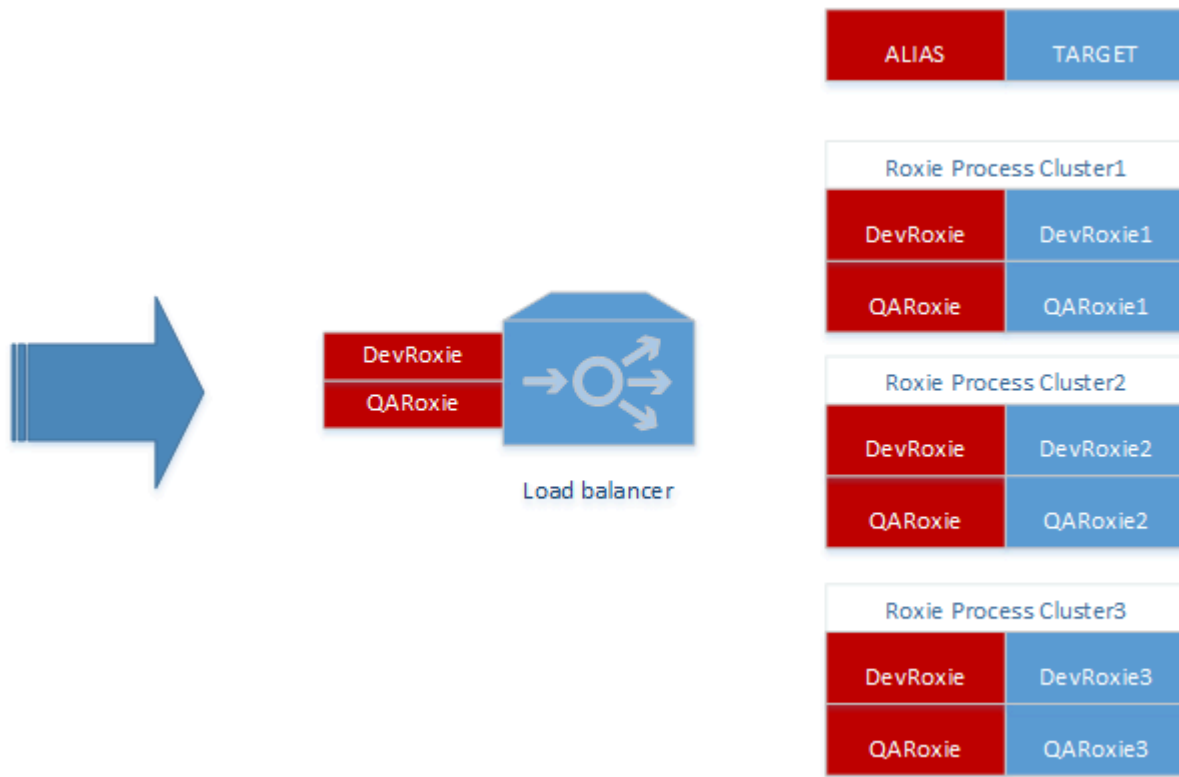 ALIAS TARGET
Roxie Process Cluster1
DevRoxie DevRoxie1
QARoxie QARoxie1
DevRoxie
QARoxie
Load balancer
Roxie Process Cluster2
DevRoxie DevRoxie2
QARoxie QARoxie2
Roxie Process Cluster3
DevRoxie DevRoxie3
QARoxie QARoxie3